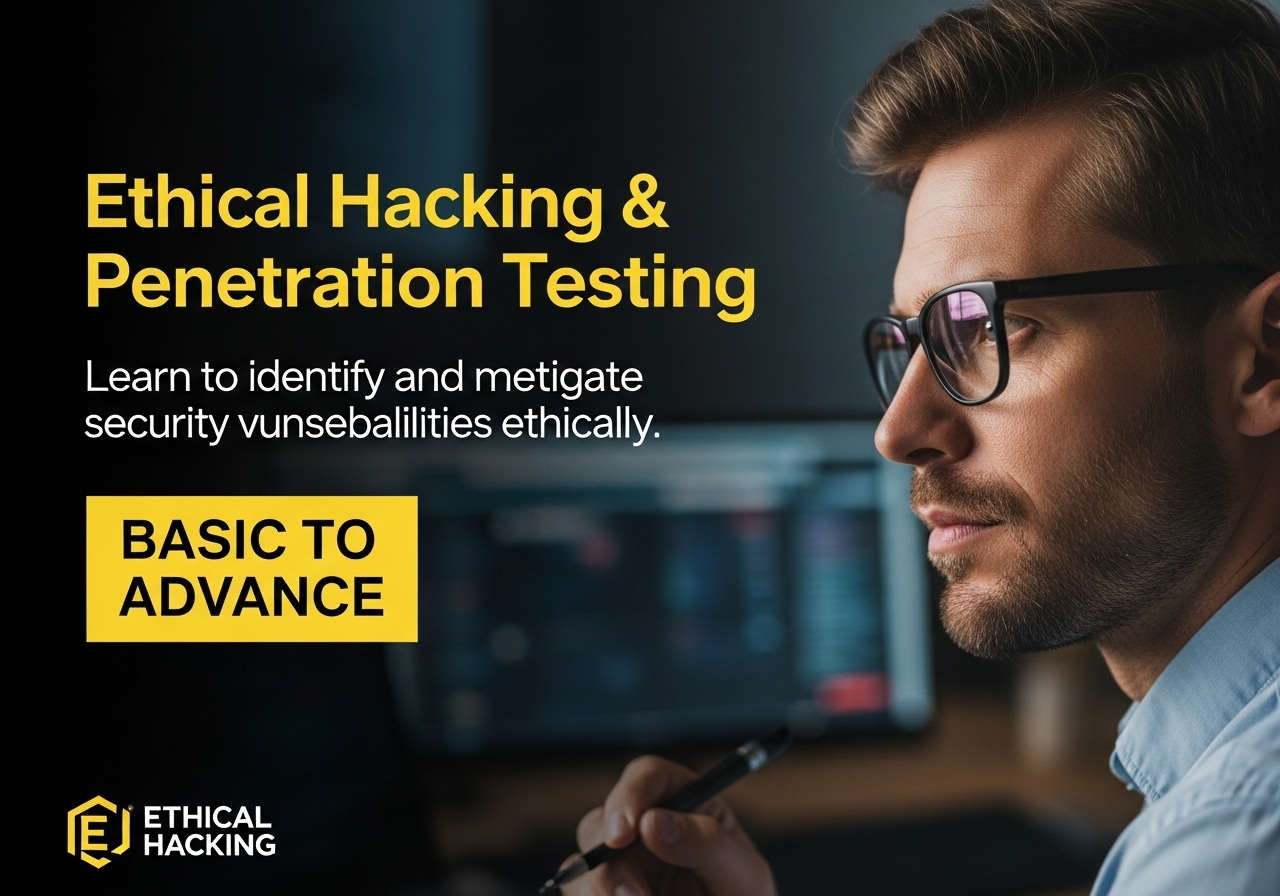 Ethical Hacking &
Penetration Testing
Learn to identify and metigate
security vunsebalilities ethically.
BASIC TO
ADVANCE
E
ETHICAL
HACKING